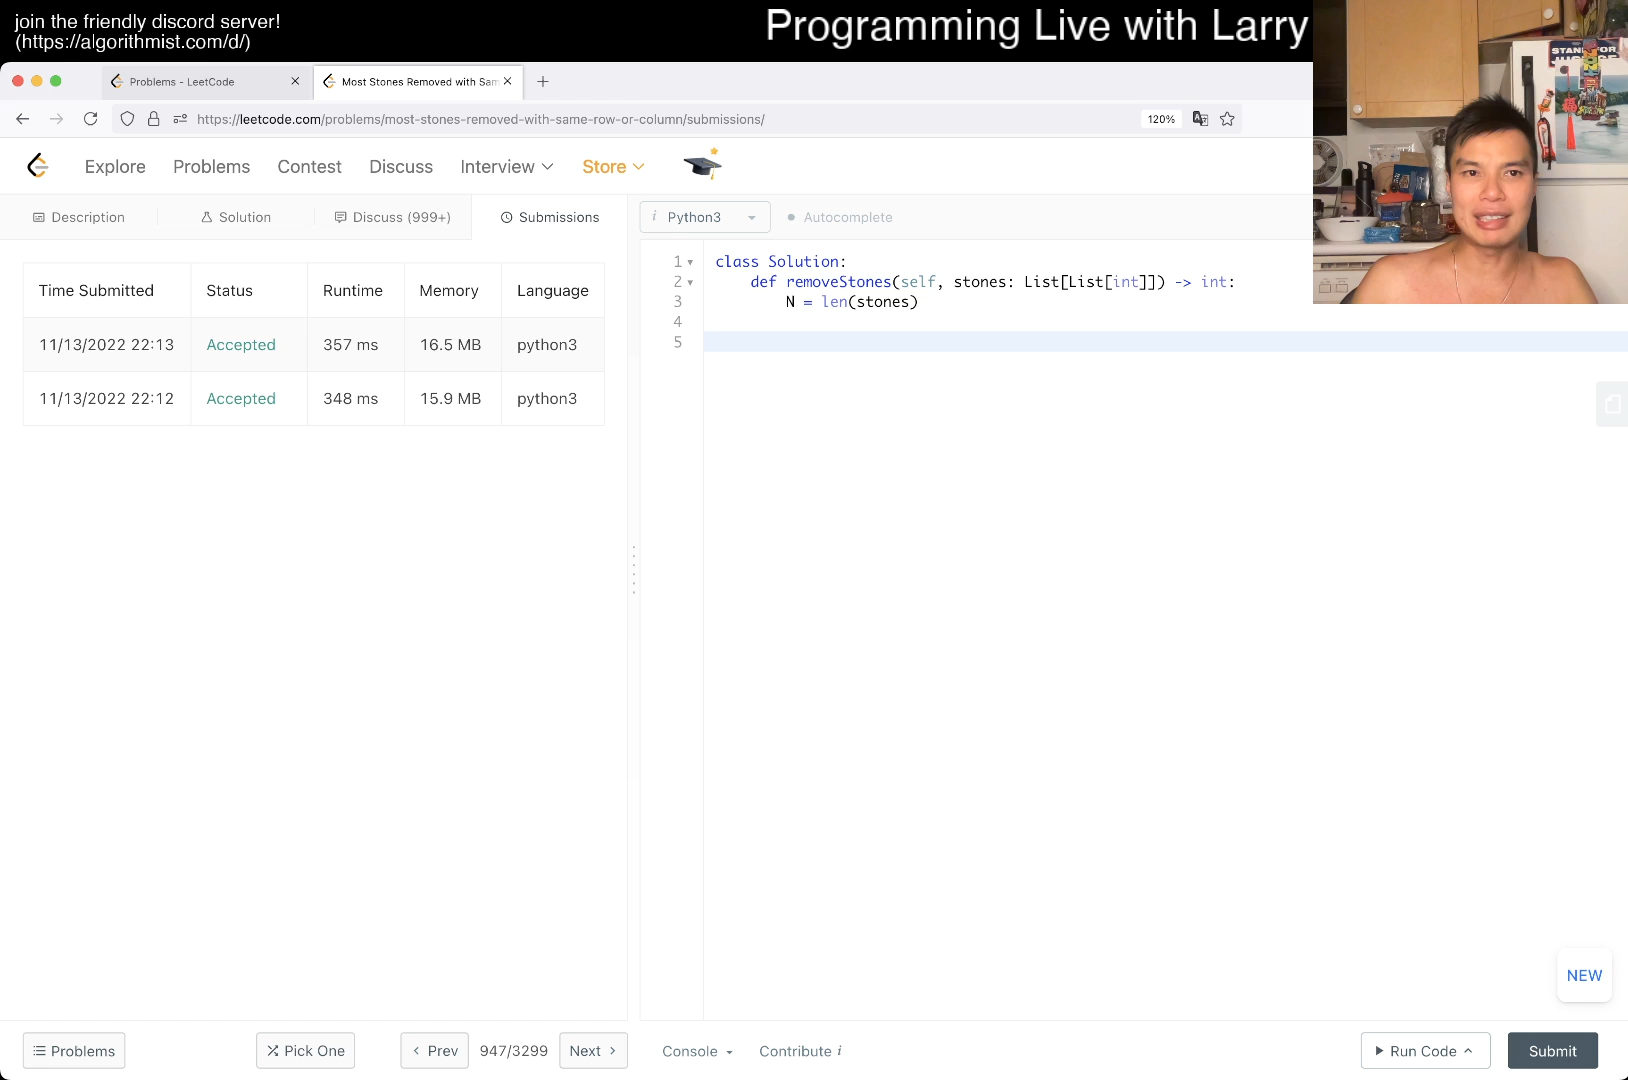 join the friendly discord server!
(https://algorithmist.com/d/)
Programming Live with Larry
Problems - LeetCode
Most Stones Removed with Sam
https://leetcode.com/problems/most-stones-removed-with-same-row-or-column/submissions/
120%
Explore
Problems
Contest
Discuss
Interview
Store
Description
Solution
Discuss (999+)
Submissions
i Python3
Autocomplete
Time Submitted Status Runtime Memory Language
11/13/2022 22:13 Accepted 357 ms 16.5 MB python3
11/13/2022 22:12 Accepted 348 ms 15.9 MB python3
1 class Solution:
2 def removeStones(self, stones: List[List[int]]) -> int:
3 N = len(stones)
4
5
NEW
Problems
Pick One
< Prev
947/3299
Next >
Console
Contribute i
Run Code
Submit